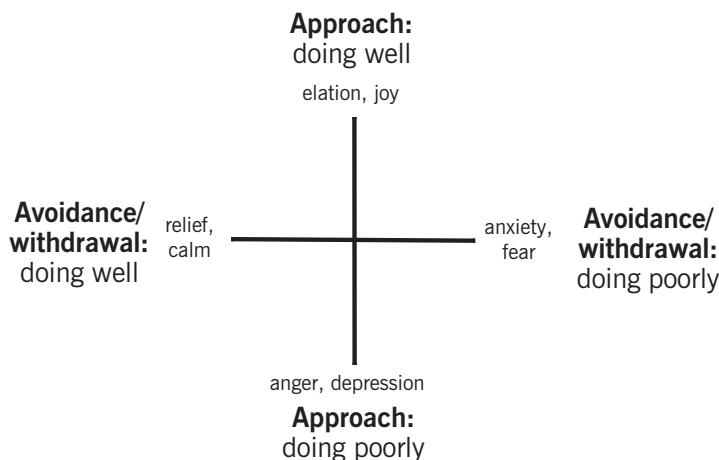 Approach:
doing well
elation, joy
Avoidance/
withdrawal:
doing well
relief,
calm
anxiety,
fear
Avoidance/
withdrawal:
doing poorly
anger, depression
Approach:
doing poorly